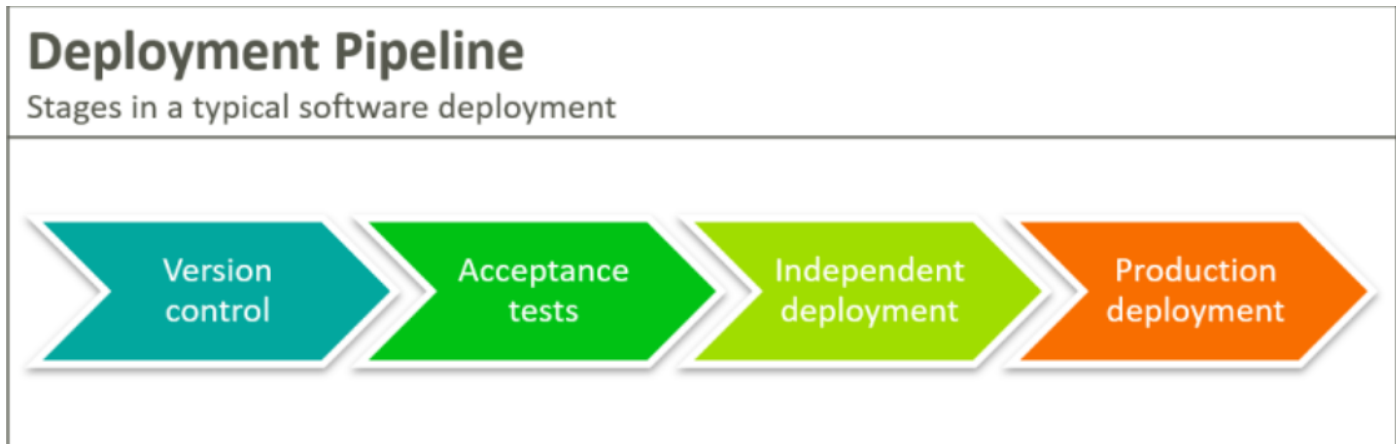 Deployment Pipeline
Stages in a typical software deployment
Version
control
Acceptance
tests
Independent
deployment
Production
deployment